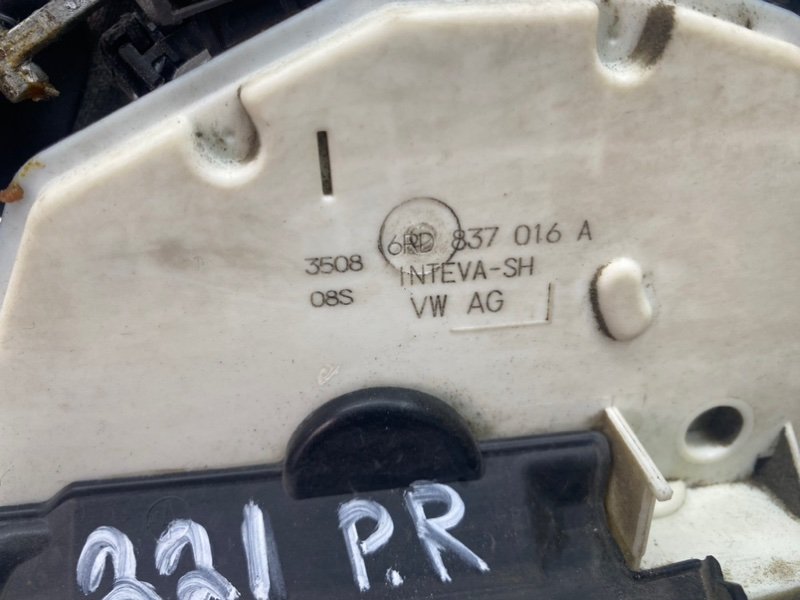 6RD 837 016 A
3508 INTEVA-SH
08S VW AG
221 P.R